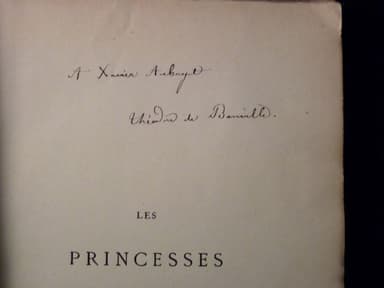 A Xavier Aubryet
Théodore de Banville.
LES
PRINCESSES